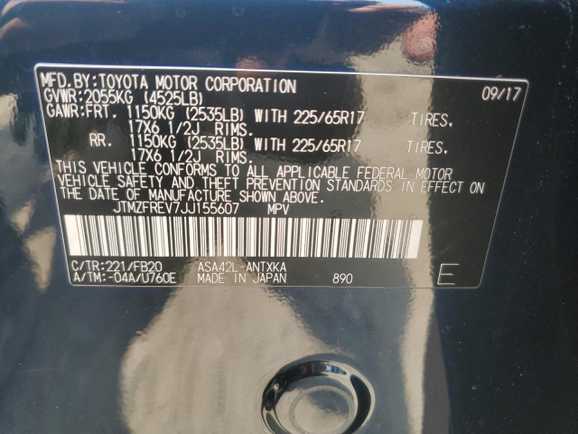 MFD.BY:TOYOTA MOTOR CORPORATION 09/17
GVWR:2055KG (4525LB)
GAWR:FRT. 1150KG (2535LB) WITH 225/65R17 TIRES.
17X6 1/2J RIMS.
RR. 1150KG (2535LB) WITH 225/65R17 TIRES.
17X6 1/2J RIMS.
THIS VEHICLE CONFORMS TO ALL APPLICABLE FEDERAL MOTOR
VEHICLE SAFETY AND THEFT PREVENTION STANDARDS IN EFFECT ON
THE DATE OF MANUFACTURE SHOWN ABOVE.
JTMZFREV7JJ155607 MPV
C/TR:221/FB20 ASA42L-ANTXKA
A/TM:-04A/U760E MADE IN JAPAN 890 E